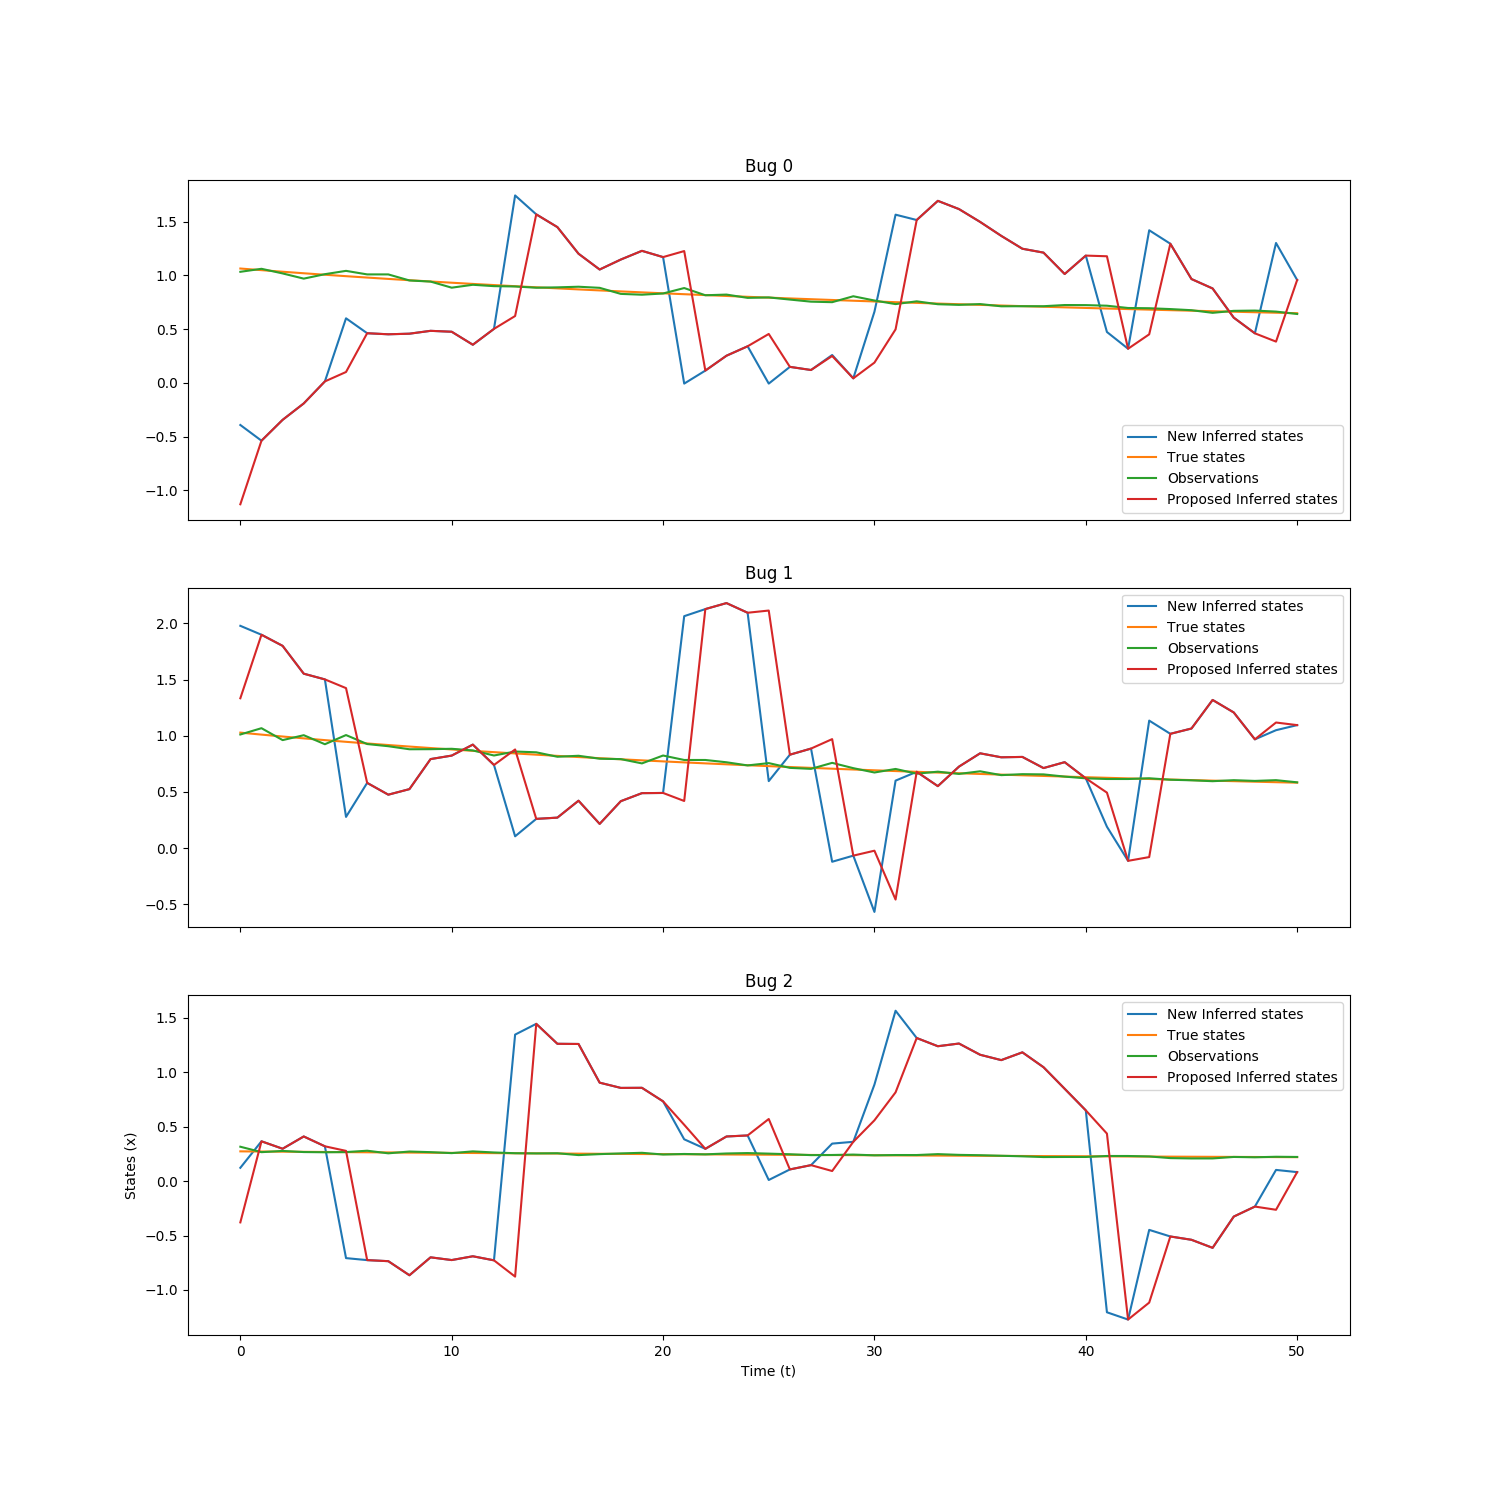 Bug 0
1.5
1.0
0.5
0.0
−0.5
−1.0
New Inferred states
True states
Observations
Proposed Inferred states
Bug 1
2.0
1.5
1.0
0.5
0.0
−0.5
New Inferred states
True states
Observations
Proposed Inferred states
Bug 2
1.5
1.0
0.5
0.0
−0.5
−1.0
States (x)
New Inferred states
True states
Observations
Proposed Inferred states
0 10 20 30 40 50
Time (t)